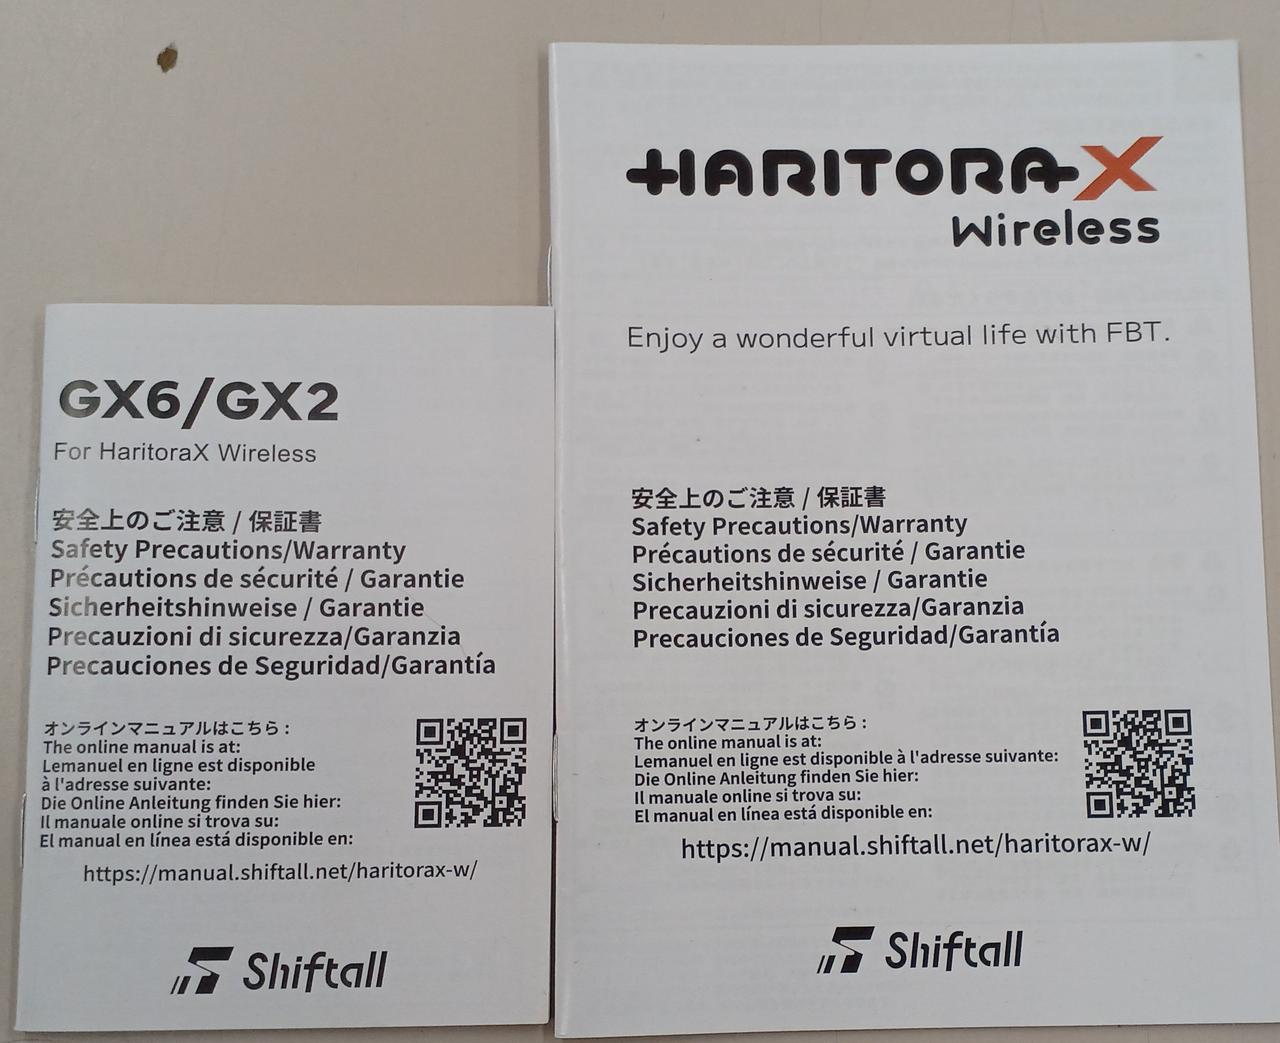 GX6/GX2
For HaritoraX Wireless
安全上のご注意 / 保証書
Safety Precautions/Warranty
Précautions de sécurité / Garantie
Sicherheitshinweise / Garantie
Precauzioni di sicurezza/Garanzia
Precauciones de Seguridad/Garantía
オンラインマニュアルはこちら :
The online manual is at:
Lemanuel en ligne est disponible
à l'adresse suivante:
Die Online Anleitung finden Sie hier:
Il manuale online si trova su:
El manual en línea está disponible en:
https://manual.shiftall.net/haritorax-w/
Shiftall
HARITORAX
Wireless
Enjoy a wonderful virtual life with FBT.
安全上のご注意 / 保証書
Safety Precautions/Warranty
Précautions de sécurité / Garantie
Sicherheitshinweise / Garantie
Precauzioni di sicurezza/Garanzia
Precauciones de Seguridad/Garantía
オンラインマニュアルはこちら :
The online manual is at:
Lemanuel en ligne est disponible à l'adresse suivante:
Die Online Anleitung finden Sie hier:
Il manuale online si trova su:
El manual en línea está disponible en:
https://manual.shiftall.net/haritorax-w/
Shiftall